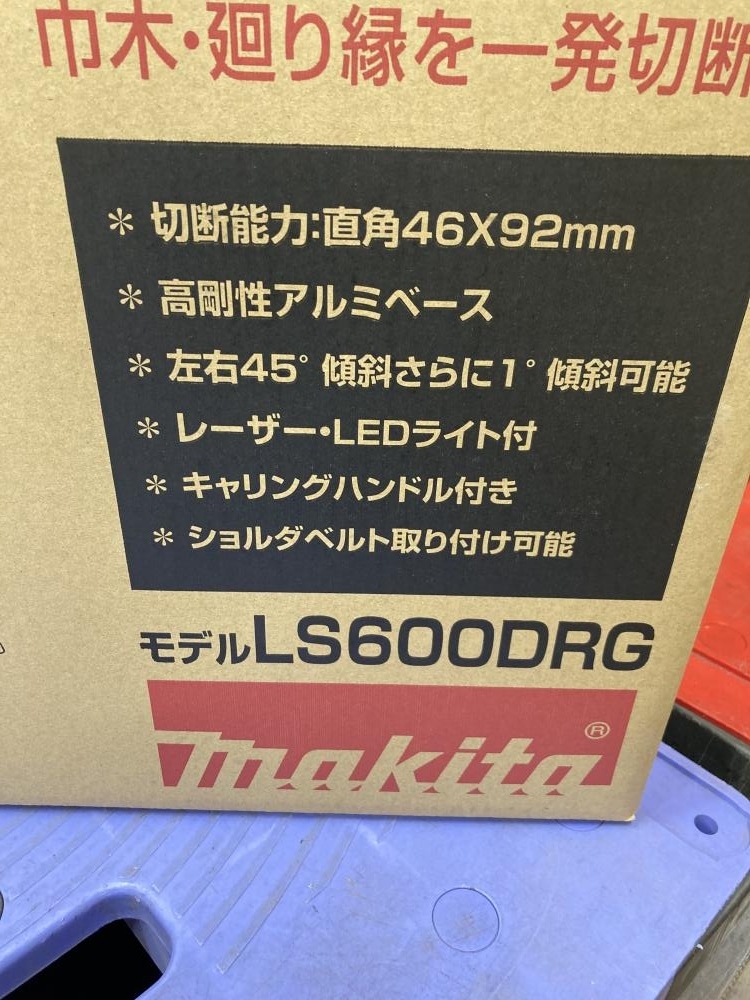 巾木・廻り縁を一発切断
＊ 切断能力:直角46X92mm
＊ 高剛性アルミベース
＊ 左右45°傾斜さらに1°傾斜可能
＊ レーザー・LEDライト付
＊ キャリングハンドル付き
＊ ショルダベルト取り付け可能
モデルLS600DRG
makita®